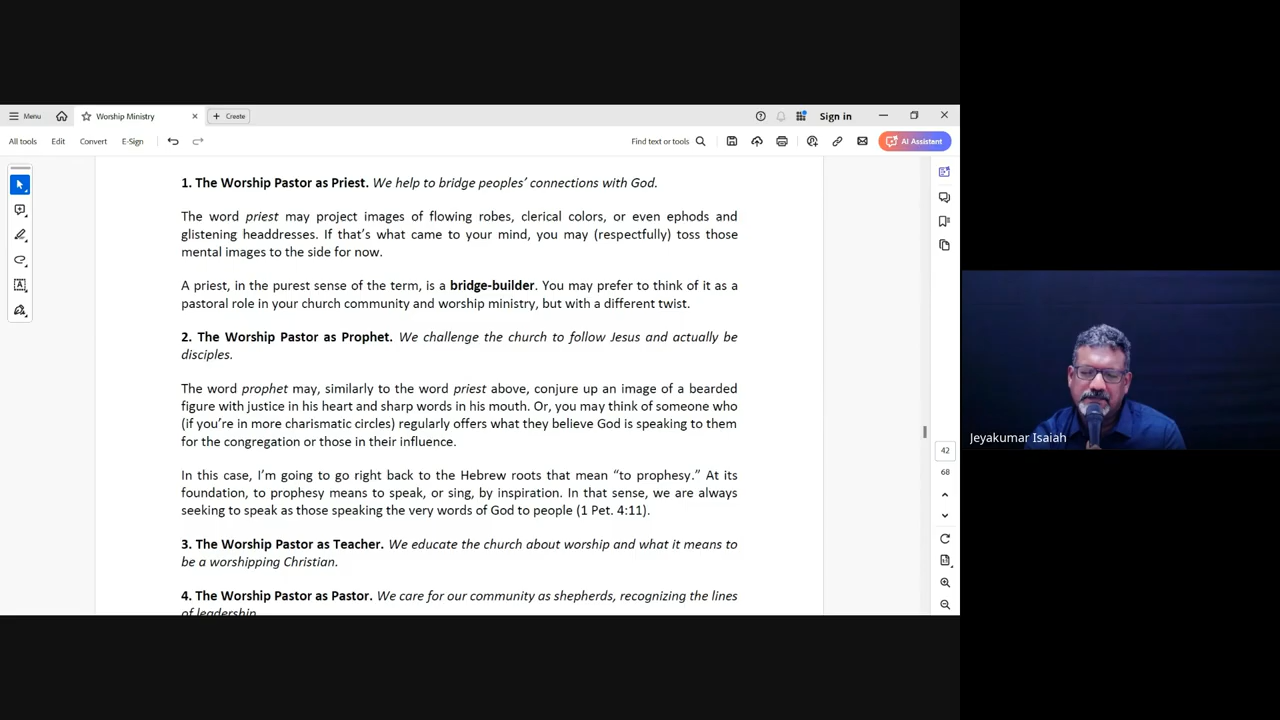 Menu
Worship Ministry
Create
Sign in
All tools
Edit
Convert
E-Sign
Find text or tools
AI Assistant
1. The Worship Pastor as Priest. We help to bridge peoples’ connections with God.
The word priest may project images of flowing robes, clerical colors, or even ephods and
glistening headdresses. If that’s what came to your mind, you may (respectfully) toss those
mental images to the side for now.
A priest, in the purest sense of the term, is a bridge-builder. You may prefer to think of it as a
pastoral role in your church community and worship ministry, but with a different twist.
2. The Worship Pastor as Prophet. We challenge the church to follow Jesus and actually be
disciples.
The word prophet may, similarly to the word priest above, conjure up an image of a bearded
figure with justice in his heart and sharp words in his mouth. Or, you may think of someone who
(if you’re in more charismatic circles) regularly offers what they believe God is speaking to them
for the congregation or those in their influence.
In this case, I’m going to go right back to the Hebrew roots that mean “to prophesy.” At its
foundation, to prophesy means to speak, or sing, by inspiration. In that sense, we are always
seeking to speak as those speaking the very words of God to people (1 Pet. 4:11).
3. The Worship Pastor as Teacher. We educate the church about worship and what it means to
be a worshipping Christian.
4. The Worship Pastor as Pastor. We care for our community as shepherds, recognizing the lines
of leadership
42
68
Jeyakumar Isaiah